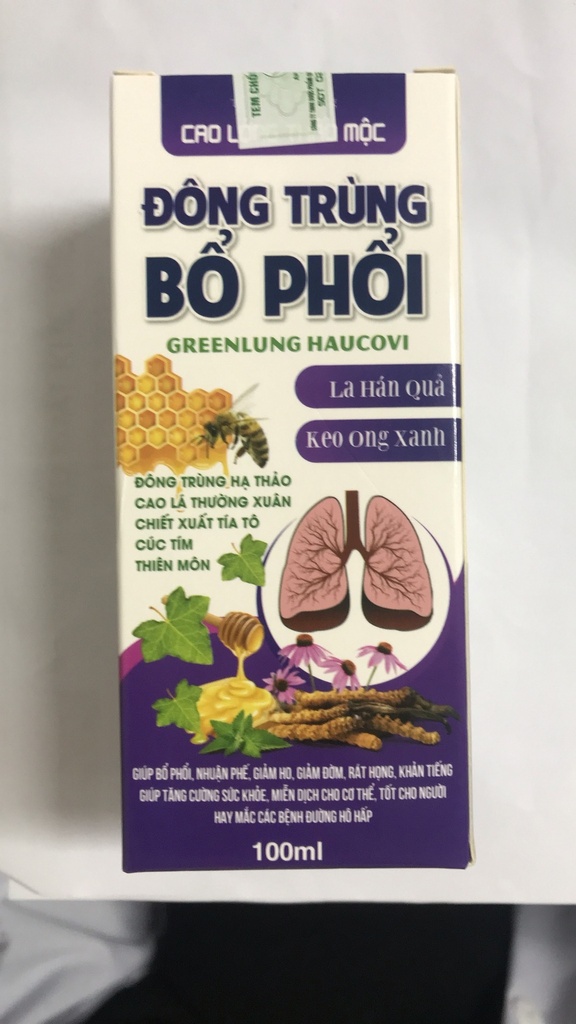 TEM CHỐ
CAO L MỘC
ĐÔNG TRÙNG
BỔ PHỔI
GREENLUNG HAUCOVI
La Hán Quả
Keo Ong Xanh
ĐÔNG TRÙNG HẠ THẢO
CAO LÁ THƯỜNG XUÂN
CHIẾT XUẤT TÍA TÔ
CÚC TÍM
THIÊN MÔN
GIÚP BỔ PHỔI, NHUẬN PHẾ, GIẢM HO, GIẢM ĐỜM, RÁT HỌNG, KHẢN TIẾNG
GIÚP TĂNG CƯỜNG SỨC KHỎE, MIỄN DỊCH CHO CƠ THỂ, TỐT CHO NGƯỜI
HAY MẮC CÁC BỆNH ĐƯỜNG HÔ HẤP
100ml